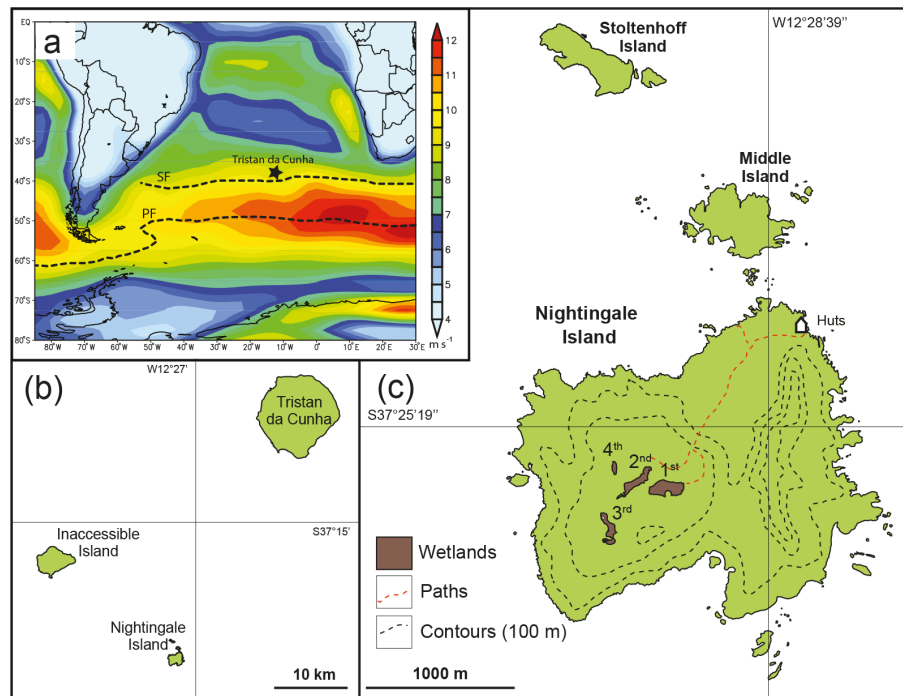 a
EQ
10°S
20°S
30°S
40°S
50°S
60°S
70°S
80°S
80°W
70°W
60°W
50°W
40°W
30°W
20°W
10°W
0°
10°E
20°E
30°E
Tristan da Cunha
SF
PF
12
11
10
9
8
7
6
5
4
m s⁻¹
(b)
W12°27'
Tristan
da Cunha
S37°15'
Inaccessible
Island
Nightingale
Island
10 km
(c)
W12°28'39''
Stoltenhoff
Island
Middle
Island
Nightingale
Island
Huts
S37°25'19''
4th
2nd
1st
3rd
Wetlands
Paths
Contours (100 m)
1000 m